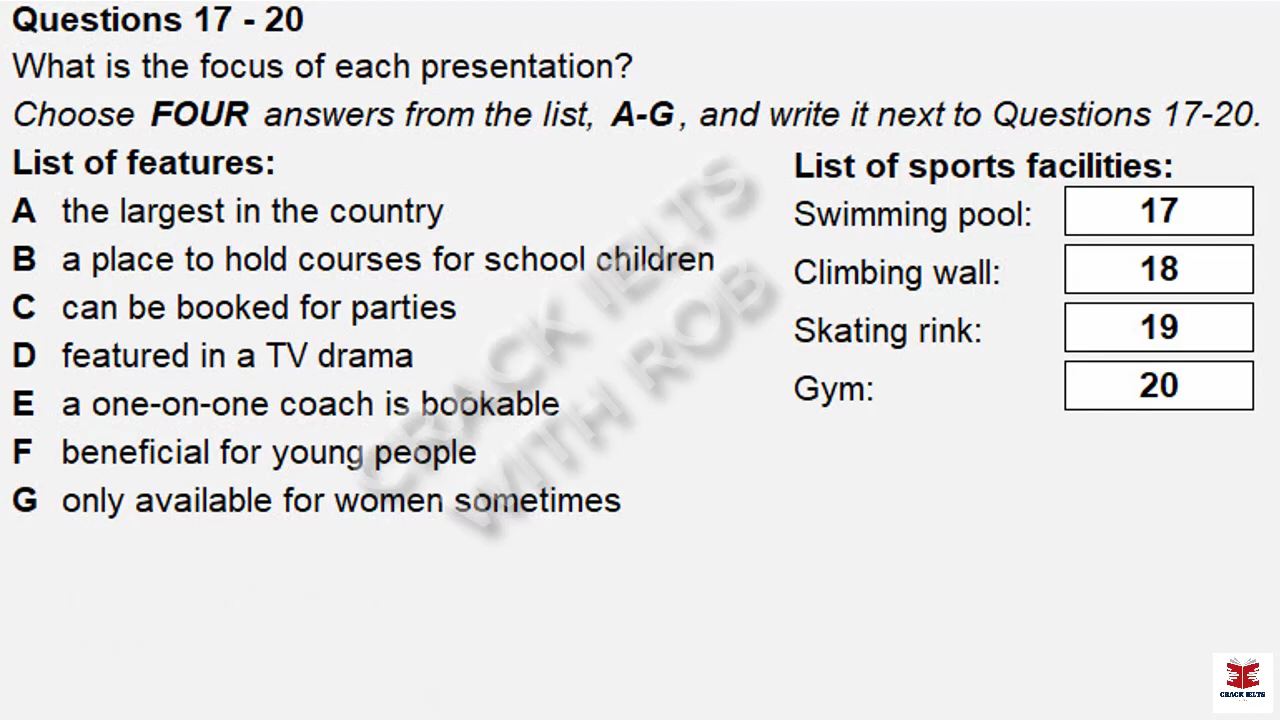 Questions 17 - 20
What is the focus of each presentation?
Choose FOUR answers from the list, A-G, and write it next to Questions 17-20.
List of features:
A the largest in the country
B a place to hold courses for school children
C can be booked for parties
D featured in a TV drama
E a one-on-one coach is bookable
F beneficial for young people
G only available for women sometimes
List of sports facilities:
Swimming pool: 17
Climbing wall: 18
Skating rink: 19
Gym: 20
CRACK IELTS
WITH ROB
CRACK IELTS